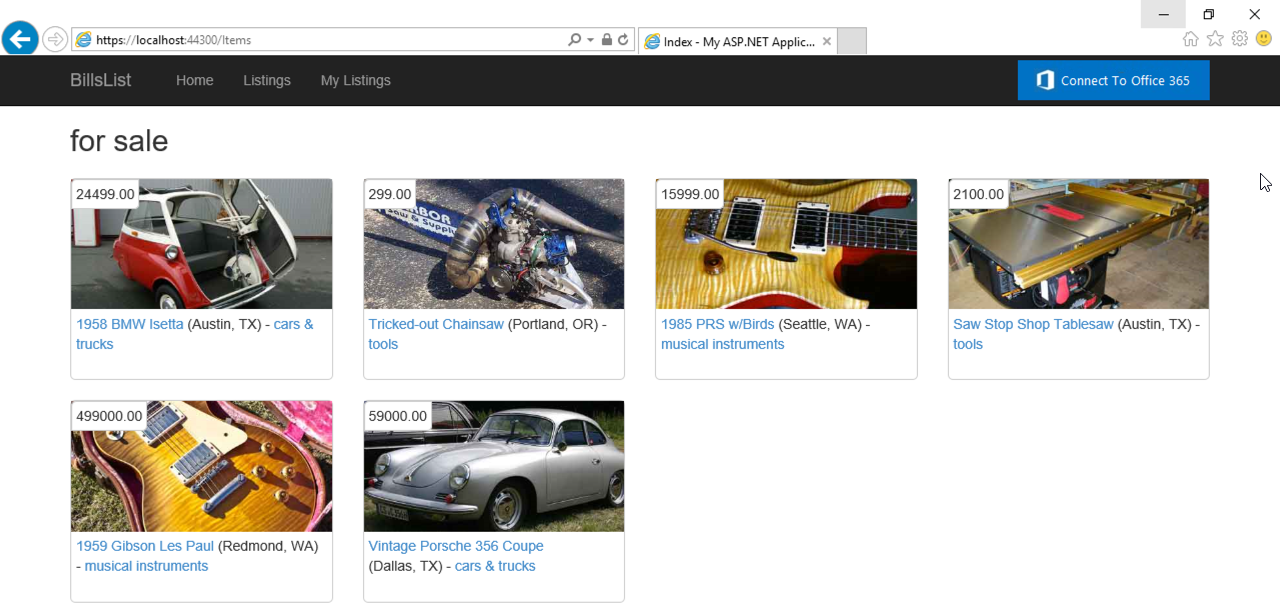 https://localhost:44300/Items
Index - My ASP.NET Applic...
BillsList
Home
Listings
My Listings
Connect To Office 365
for sale
24499.00
1958 BMW Isetta (Austin, TX) - cars &
trucks
299.00
saw & Supply
Tricked-out Chainsaw (Portland, OR) -
tools
15999.00
1985 PRS w/Birds (Seattle, WA) -
musical instruments
2100.00
Saw Stop Shop Tablesaw (Austin, TX) -
tools
499000.00
1959 Gibson Les Paul (Redmond, WA)
- musical instruments
59000.00
Vintage Porsche 356 Coupe
(Dallas, TX) - cars & trucks